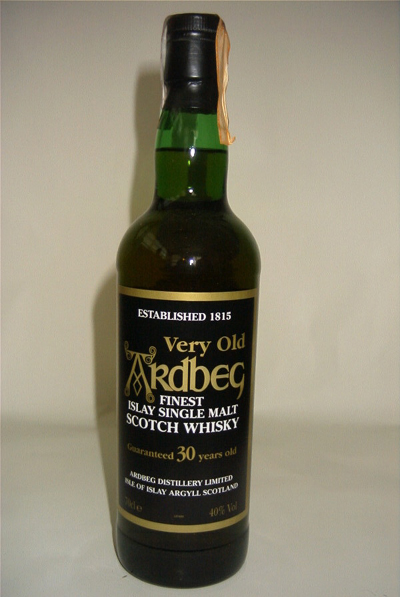 ESTABLISHED 1815
Very Old
Ardbeg
FINEST
ISLAY SINGLE MALT
SCOTCH WHISKY
Guaranteed 30 years old
ARDBEG DISTILLERY LIMITED
ISLE OF ISLAY ARGYLL SCOTLAND
70cl e 40% Vol